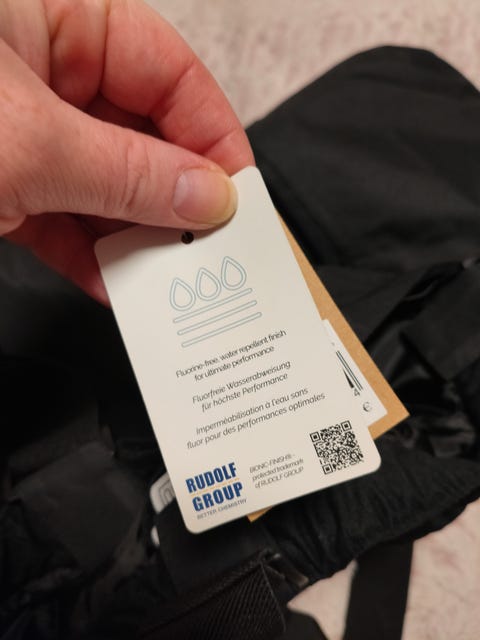 Fluorine-free, water repellent finish
for ultimate performance
Fluorfreie Wasserabweisung
für höchste Performance
Imperméabilisation à l'eau sans
fluor pour des performances optimales
RUDOLF
GROUP
BETTER CHEMISTRY
BIONIC-FINISH® -
protected trademark
of RUDOLF GROUP
4
€